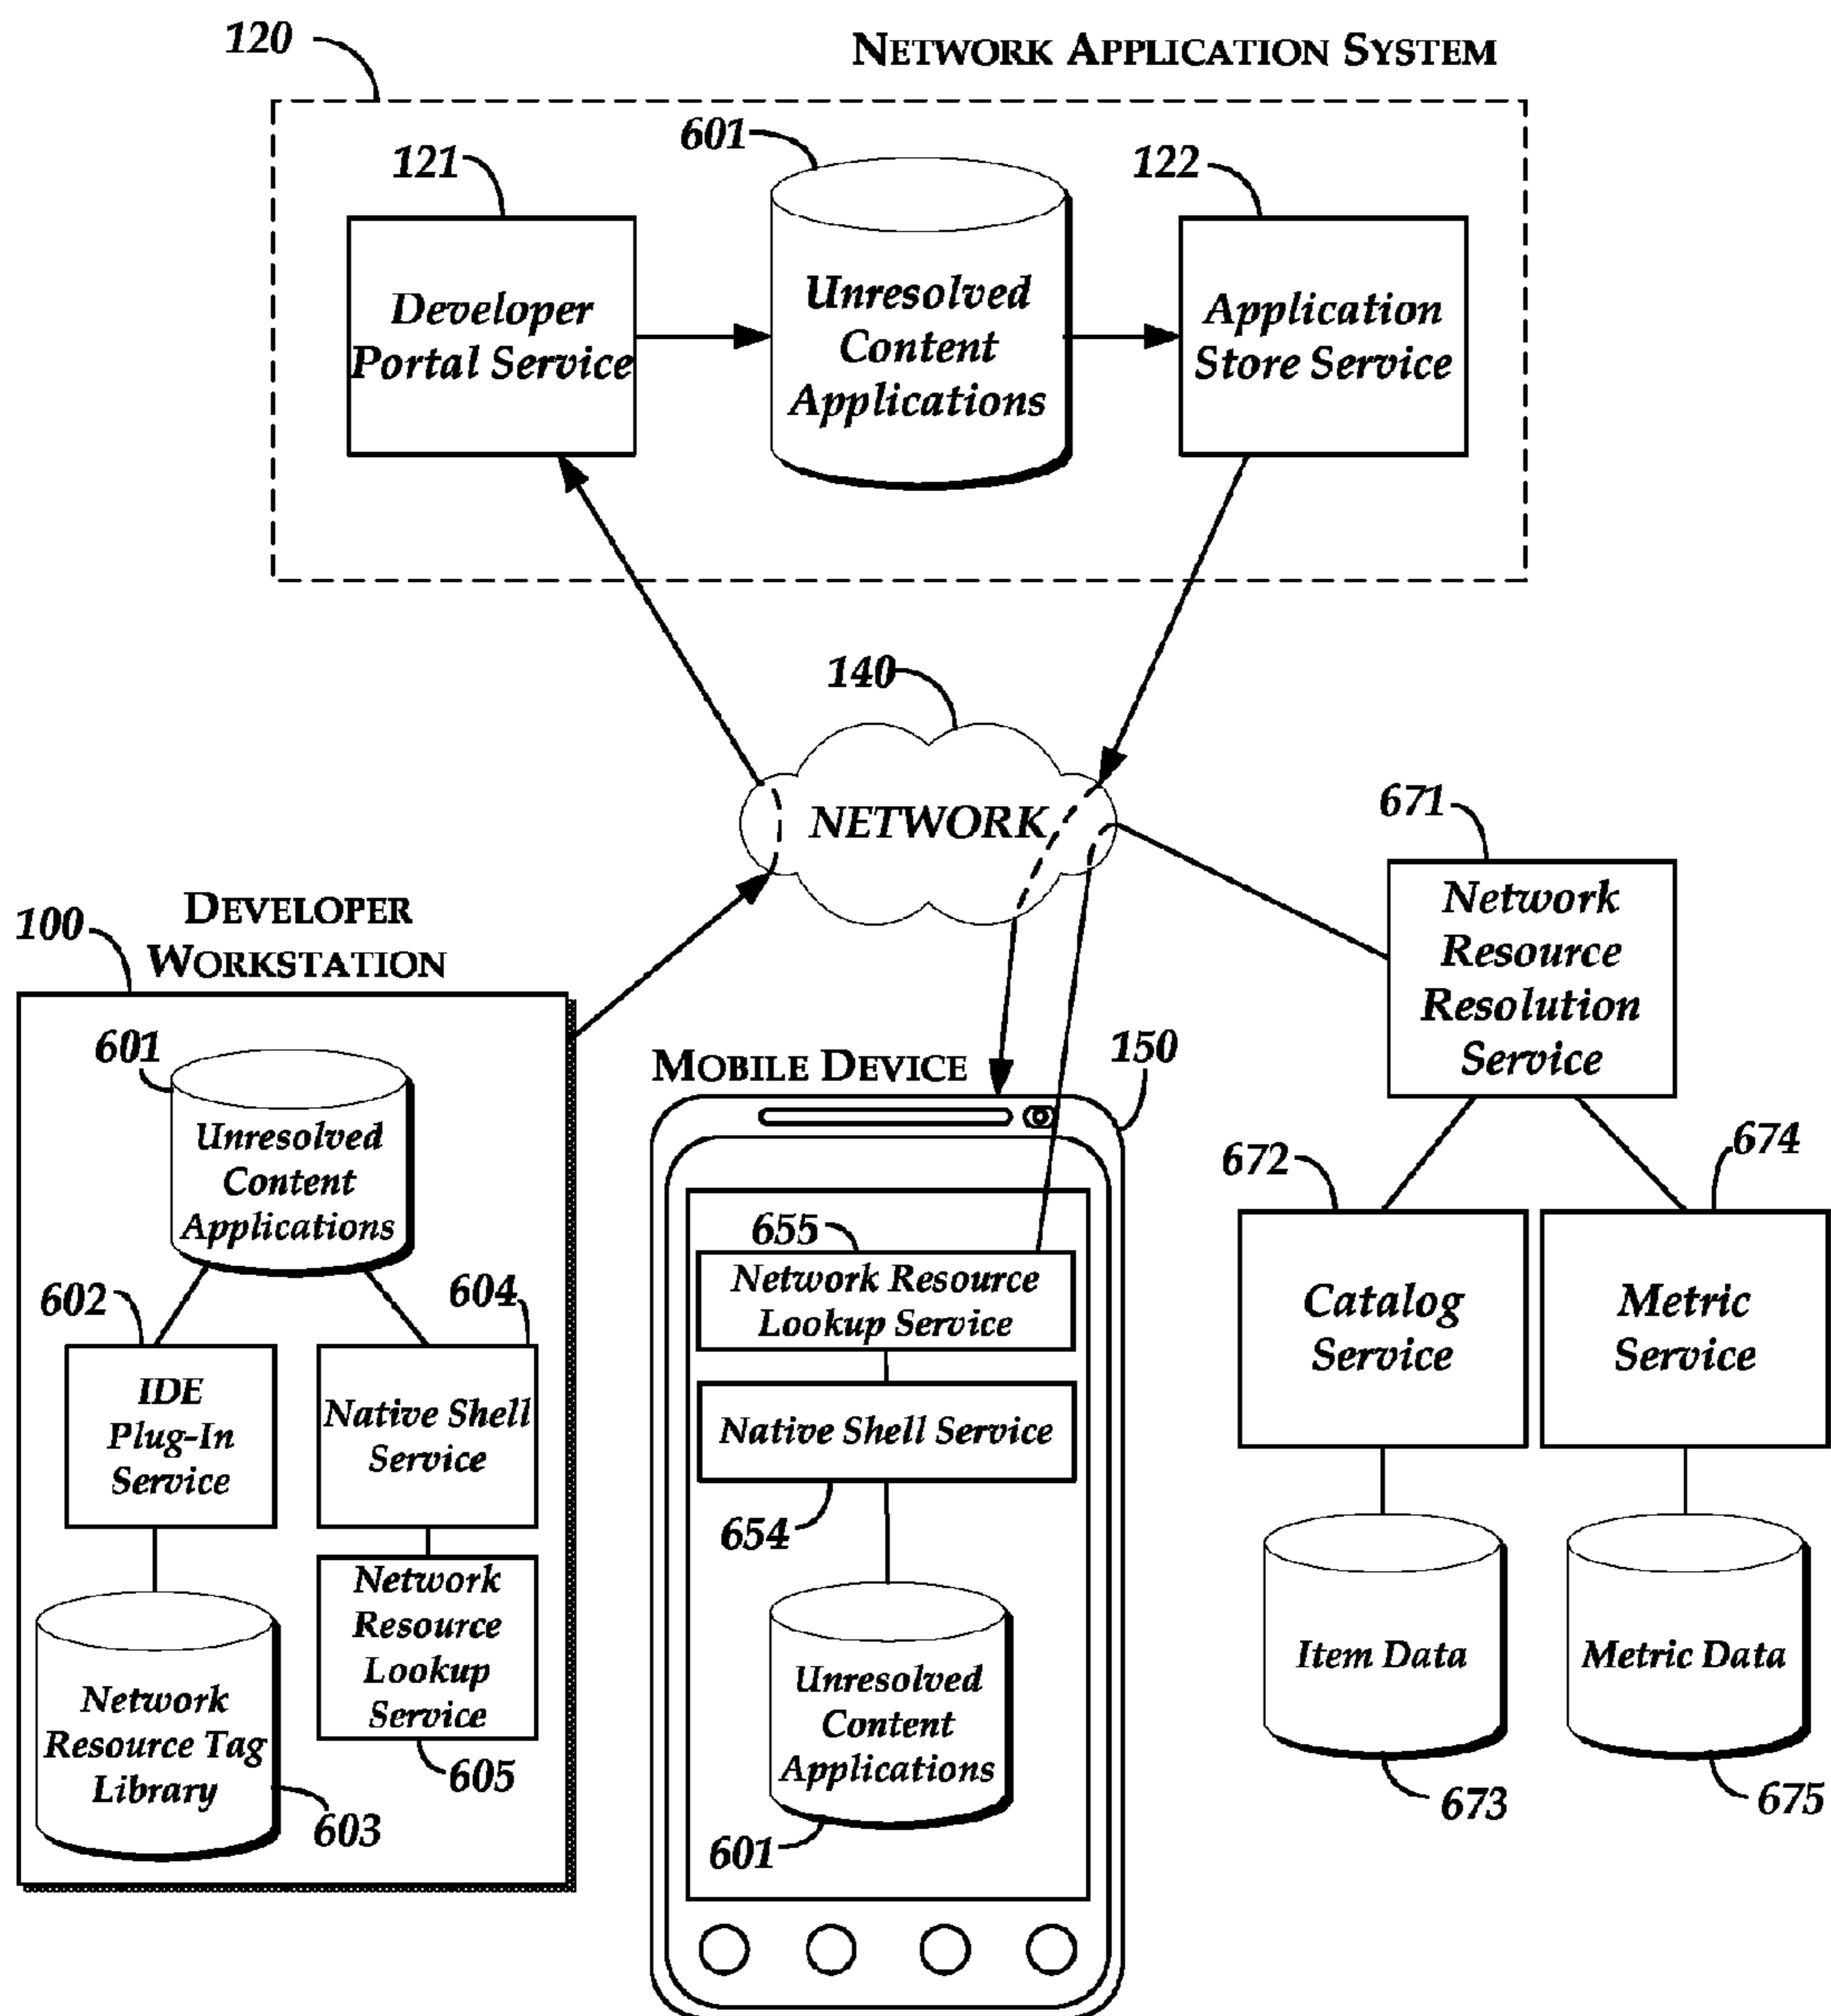 120
NETWORK APPLICATION SYSTEM
121
601
122
Developer
Portal Service
Unresolved
Content
Applications
Application
Store Service
140
NETWORK
671
Network
Resource
Resolution
Service
100
DEVELOPER
WORKSTATION
601
Unresolved
Content
Applications
602
604
IDE
Plug-In
Service
Native Shell
Service
Network
Resource Tag
Library
603
Network
Resource
Lookup
Service
605
MOBILE DEVICE
150
655
Network Resource
Lookup Service
Native Shell Service
654
Unresolved
Content
Applications
601
672
674
Catalog
Service
Metric
Service
Item Data
Metric Data
673
675